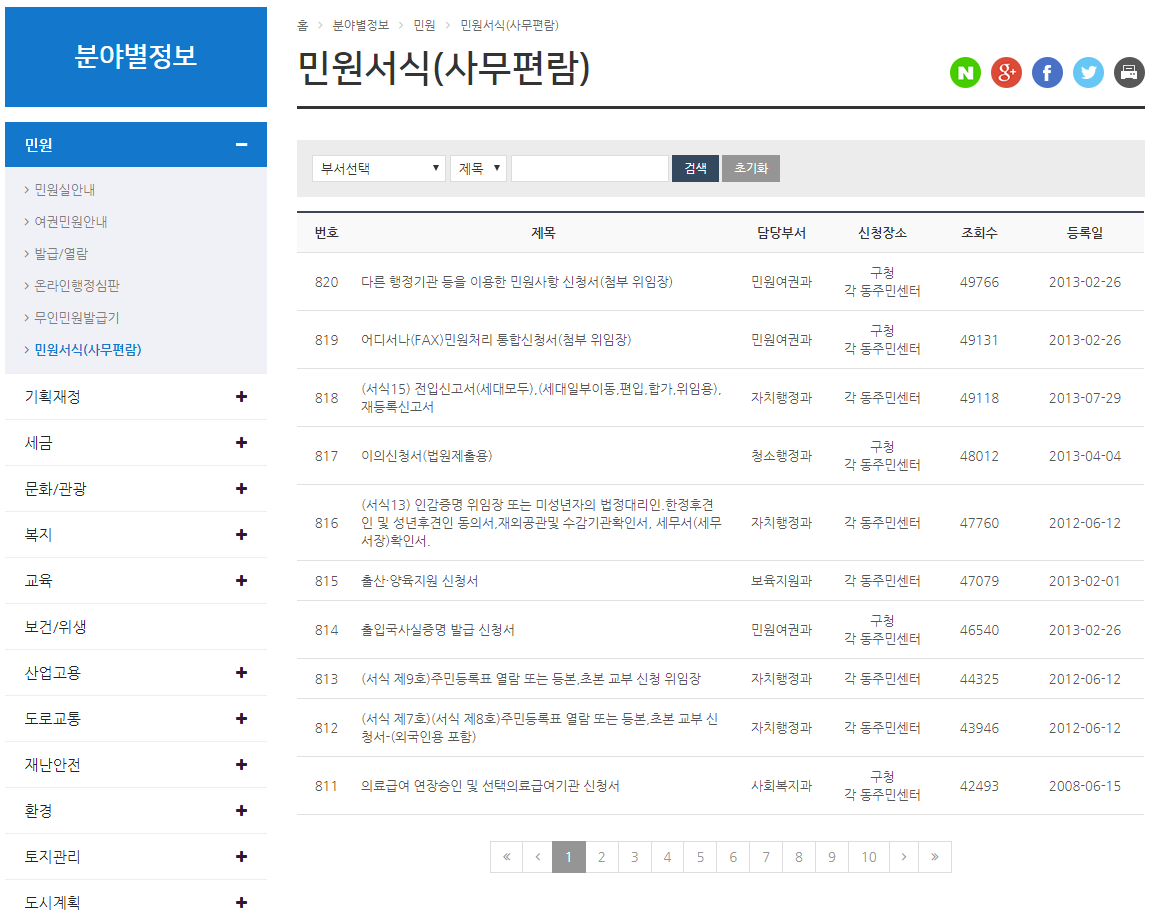 분야별정보
민원
민원실안내
여권민원안내
발급/열람
온라인행정심판
무인민원발급기
민원서식(사무편람)
기획재정
세금
문화/관광
복지
교육
보건/위생
산업고용
도로교통
재난안전
환경
토지관리
도시계획
홈 > 분야별정보 > 민원 > 민원서식(사무편람)
민원서식(사무편람)
부서선택 제목 검색 초기화
번호 제목 담당부서 신청장소 조회수 등록일
820 다른 행정기관 등을 이용한 민원사항 신청서(첨부 위임장) 민원여권과 구청 49766 2013-02-26
각 동주민센터
819 어디서나(FAX)민원처리 통합신청서(첨부 위임장) 민원여권과 구청 49131 2013-02-26
각 동주민센터
818 (서식15) 전입신고서(세대모두),(세대일부이동,편입,합가,위임용), 자치행정과 각 동주민센터 49118 2013-07-29
재등록신고서
817 이의신청서(법원제출용) 청소행정과 구청 48012 2013-04-04
각 동주민센터
816 (서식13) 인감증명 위임장 또는 미성년자의 법정대리인.한정후견 자치행정과 각 동주민센터 47760 2012-06-12
인 및 성년후견인 동의서,재외공관및 수감기관확인서, 세무서(세무
서장)확인서.
815 출산·양육지원 신청서 보육지원과 각 동주민센터 47079 2013-02-01
814 출입국사실증명 발급 신청서 민원여권과 구청 46540 2013-02-26
각 동주민센터
813 (서식 제9호)주민등록표 열람 또는 등본,초본 교부 신청 위임장 자치행정과 각 동주민센터 44325 2012-06-12
812 (서식 제7호)(서식 제8호)주민등록표 열람 또는 등본,초본 교부 신 자치행정과 각 동주민센터 43946 2012-06-12
청서-(외국인용 포함)
811 의료급여 연장승인 및 선택의료급여기관 신청서 사회복지과 구청 42493 2008-06-15
각 동주민센터
« ‹ 1 2 3 4 5 6 7 8 9 10 › »